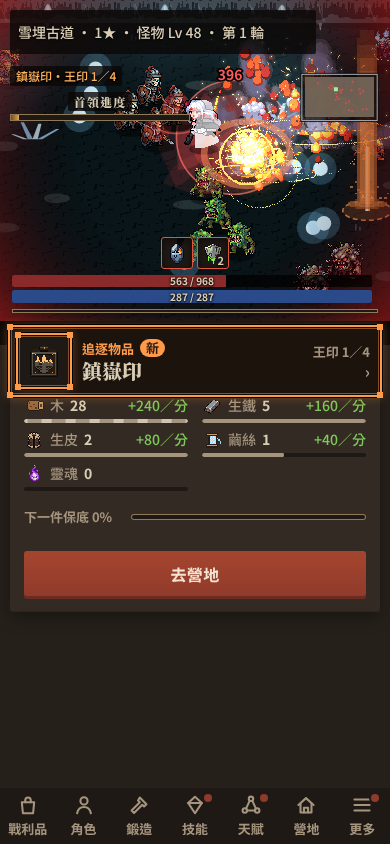 雪埋古道 · 1★ · 怪物 Lv 48 · 第 1 輪
鎮嶽印·王印 1／4
396
首領進度
2
563 / 968
287 / 287
追逐物品 新
鎮嶽印
王印 1／4
›
木 28 +240／分
生鐵 5 +160／分
生皮 2 +80／分
繭絲 1 +40／分
靈魂 0
下一件保底 0%
去營地
戰利品 角色 鍛造 技能 天賦 營地 更多